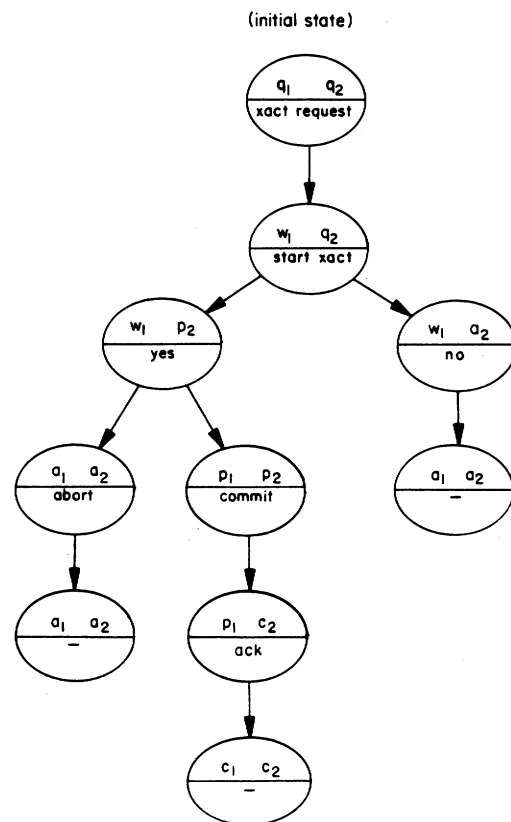 (initial state)
q₁ q₂
xact request
w₁ q₂
start xact
w₁ p₂
yes
w₁ a₂
no
a₁ a₂
abort
p₁ p₂
commit
a₁ a₂
–
a₁ a₂
–
p₁ c₂
ack
c₁ c₂
–